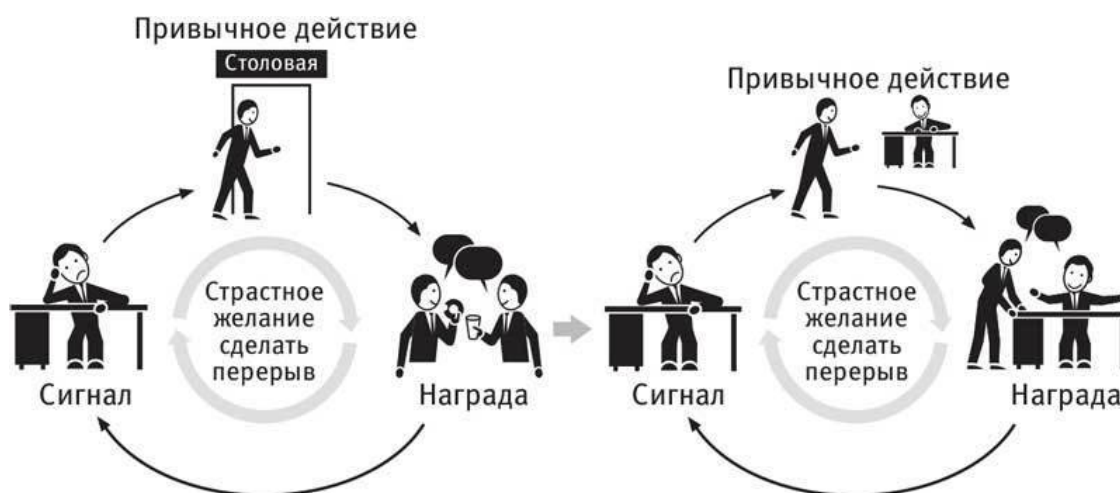 Привычное действие
Столовая
Страстное
желание
сделать
перерыв
Сигнал
Награда
Привычное действие
Страстное
желание
сделать
перерыв
Сигнал
Награда